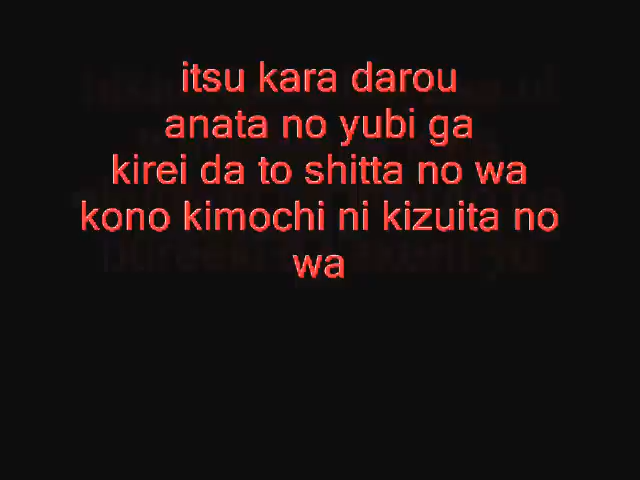 itsu kara darou
anata no yubi ga
kirei da to shitta no wa
kono kimochi ni kizuita no
wa